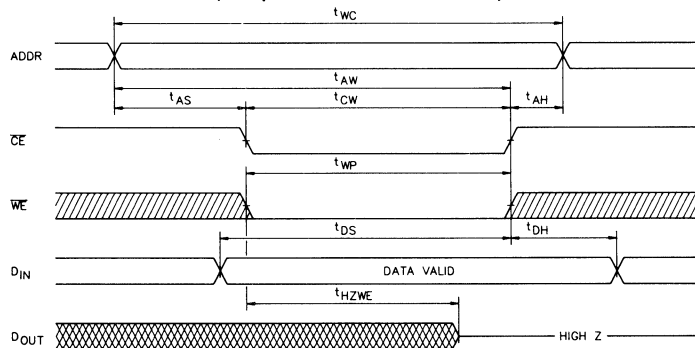 tWC
ADDR
tAW
tAS tCW tAH
CE
tWP
WE
tDS tDH
DIN DATA VALID
tHZWE
DOUT HIGH Z